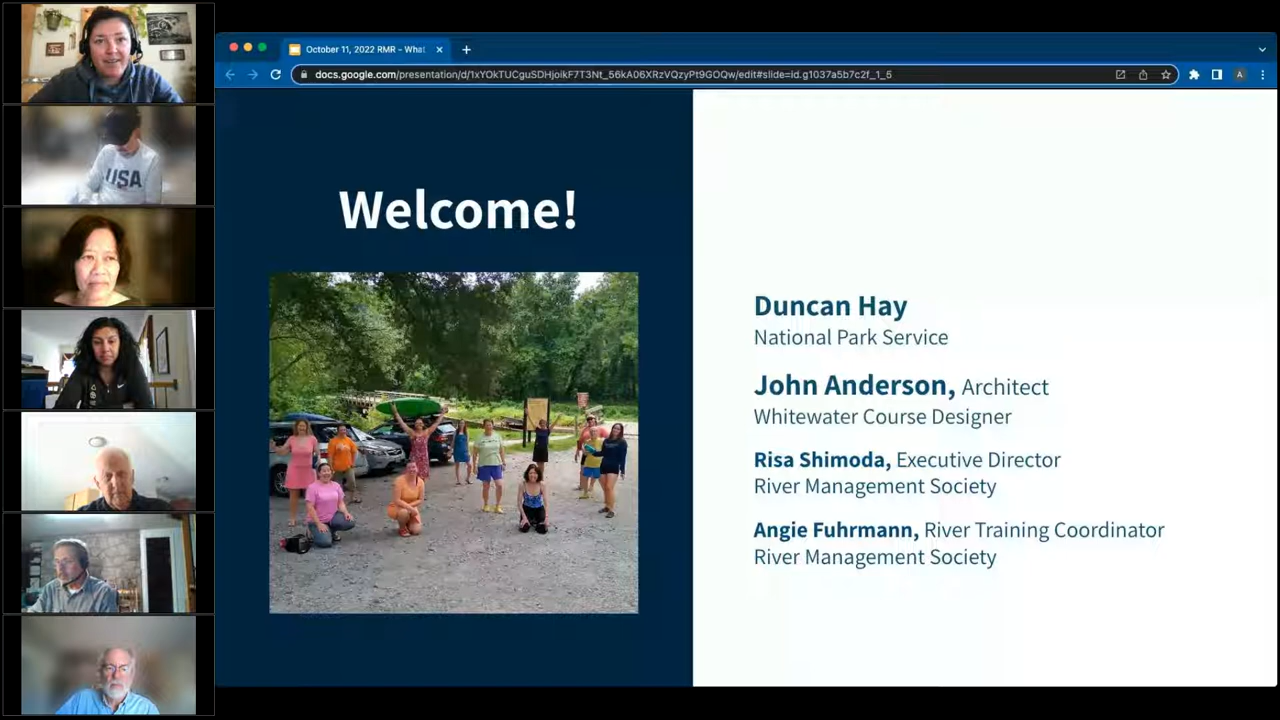 October 11, 2022 RMR - What
docs.google.com/presentation/d/1xYOkTUCguSDHjoikF7T3Nt_56kA06XRzVQzyPt9GOQw/edit#slide=id.g1037a5b7c2f_1_5
A
USA
Welcome!
Duncan Hay
National Park Service
John Anderson, Architect
Whitewater Course Designer
Risa Shimoda, Executive Director
River Management Society
Angie Fuhrmann, River Training Coordinator
River Management Society